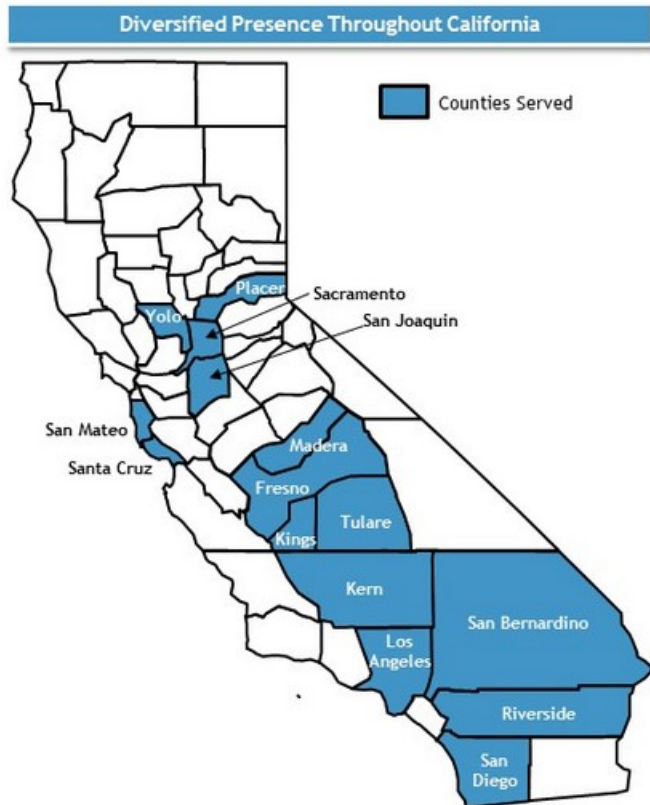 Diversified Presence Throughout California
Counties Served
Placer
Sacramento
Yolo
San Joaquin
San Mateo
Madera
Santa Cruz
Fresno
Tulare
Kings
Kern
San Bernardino
Los
Angeles
Riverside
San
Diego